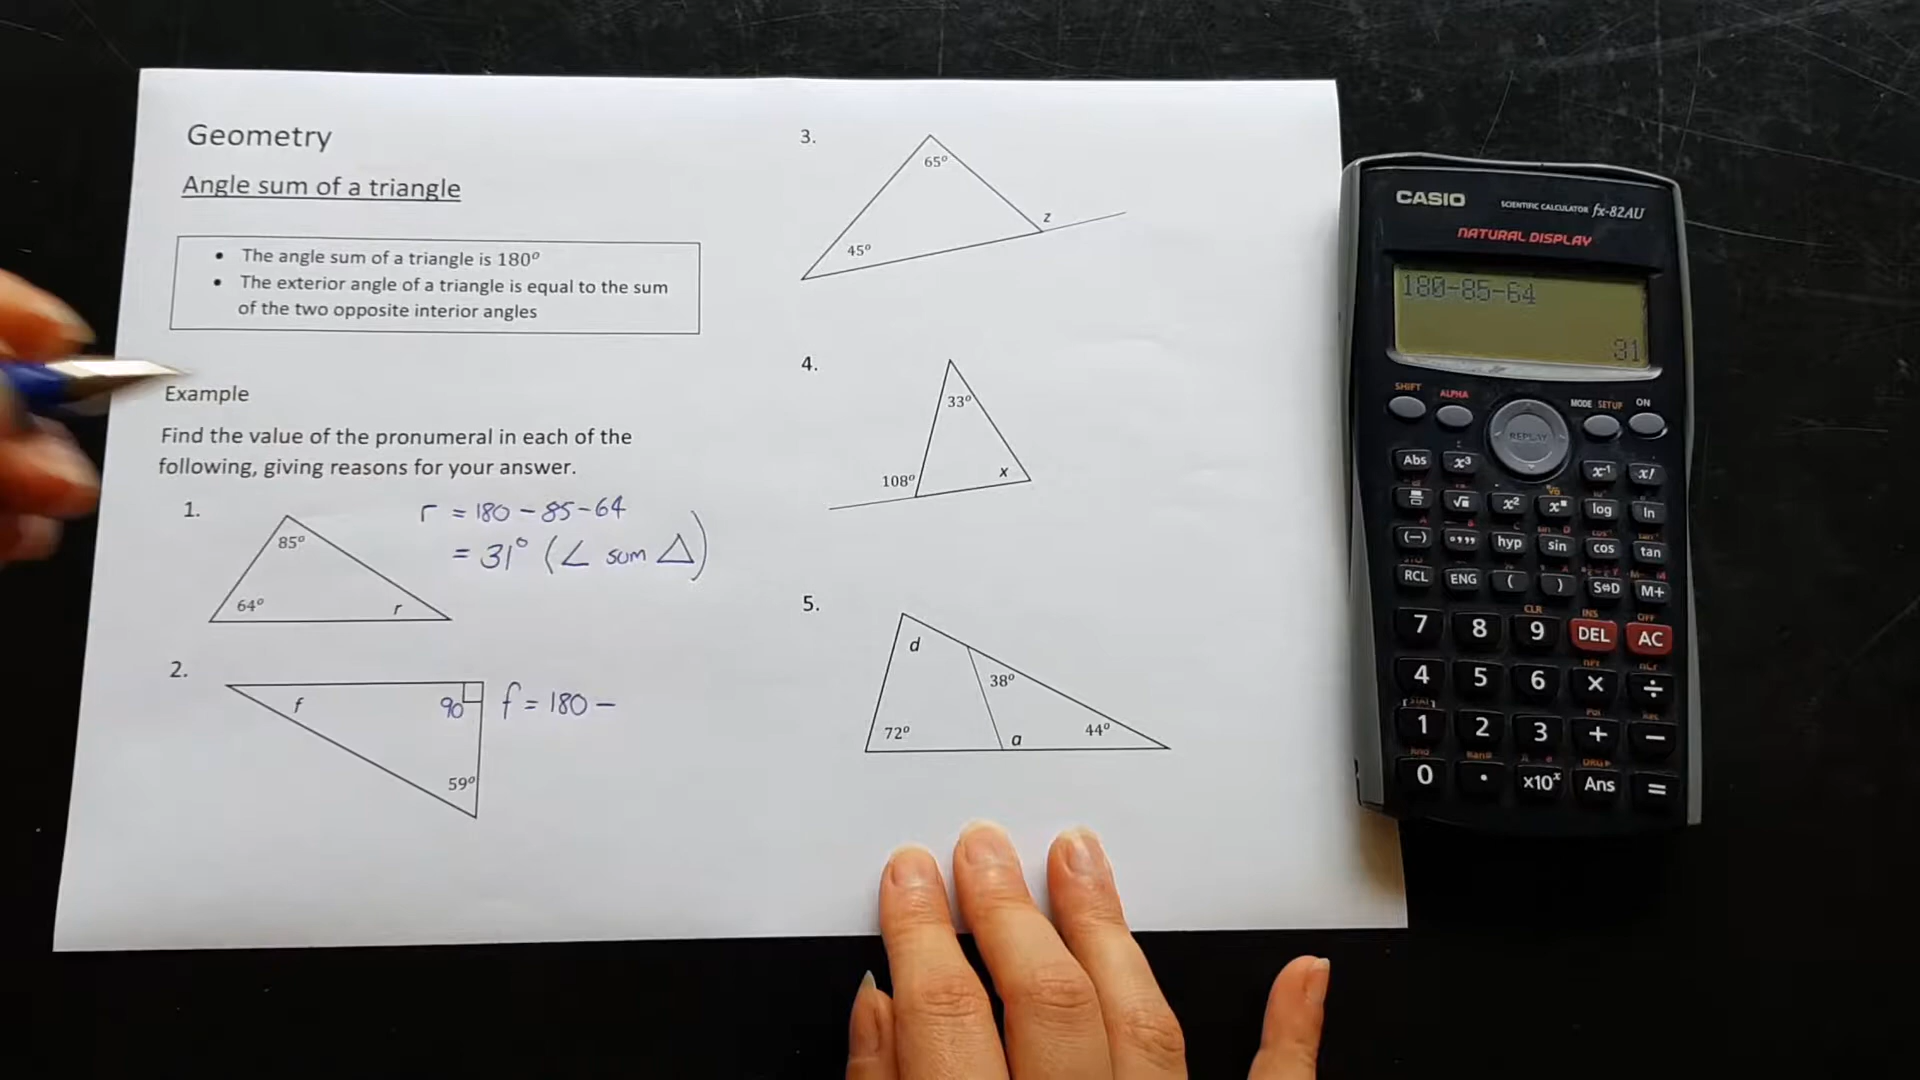 Geometry
Angle sum of a triangle
• The angle sum of a triangle is 180°
• The exterior angle of a triangle is equal to the sum
of the two opposite interior angles
Example
Find the value of the pronumeral in each of the
following, giving reasons for your answer.
1.
85°
64°
r
r = 180 - 85 - 64
= 31° (∠ sum △)
2.
f
90
59°
f = 180 -
3.
65°
45°
z
4.
33°
108°
x
5.
d
38°
72°
a
44°
CASIO
SCIENTIFIC CALCULATOR fx-82AU
NATURAL DISPLAY
180-85-64
31
SHIFT ALPHA MODE SETUP ON
REPLAY
Abs x³ x⁻¹ x!
√ x² log ln
(−) °''' hyp sin cos tan
RCL ENG ( ) S⇔D M+
CLR INS OFF
7 8 9 DEL AC
4 5 6 × ÷
1 2 3 + −
0 . ×10ˣ Ans =